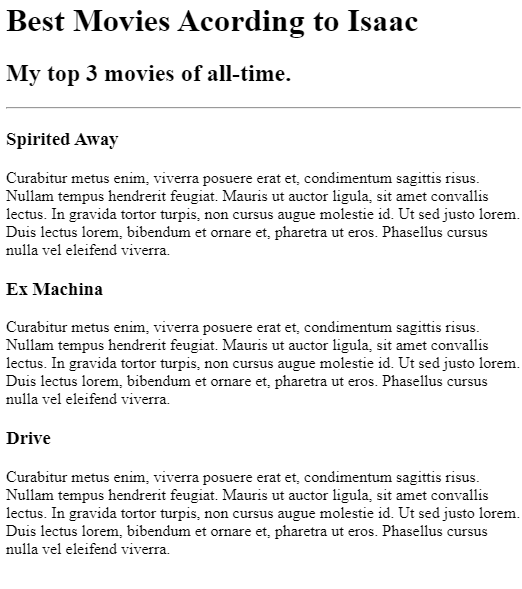 Best Movies Acording to Isaac
My top 3 movies of all-time.
Spirited Away
Curabitur metus enim, viverra posuere erat et, condimentum sagittis risus.
Nullam tempus hendrerit feugiat. Mauris ut auctor ligula, sit amet convallis
lectus. In gravida tortor turpis, non cursus augue molestie id. Ut sed justo lorem.
Duis lectus lorem, bibendum et ornare et, pharetra ut eros. Phasellus cursus
nulla vel eleifend viverra.
Ex Machina
Curabitur metus enim, viverra posuere erat et, condimentum sagittis risus.
Nullam tempus hendrerit feugiat. Mauris ut auctor ligula, sit amet convallis
lectus. In gravida tortor turpis, non cursus augue molestie id. Ut sed justo lorem.
Duis lectus lorem, bibendum et ornare et, pharetra ut eros. Phasellus cursus
nulla vel eleifend viverra.
Drive
Curabitur metus enim, viverra posuere erat et, condimentum sagittis risus.
Nullam tempus hendrerit feugiat. Mauris ut auctor ligula, sit amet convallis
lectus. In gravida tortor turpis, non cursus augue molestie id. Ut sed justo lorem.
Duis lectus lorem, bibendum et ornare et, pharetra ut eros. Phasellus cursus
nulla vel eleifend viverra.